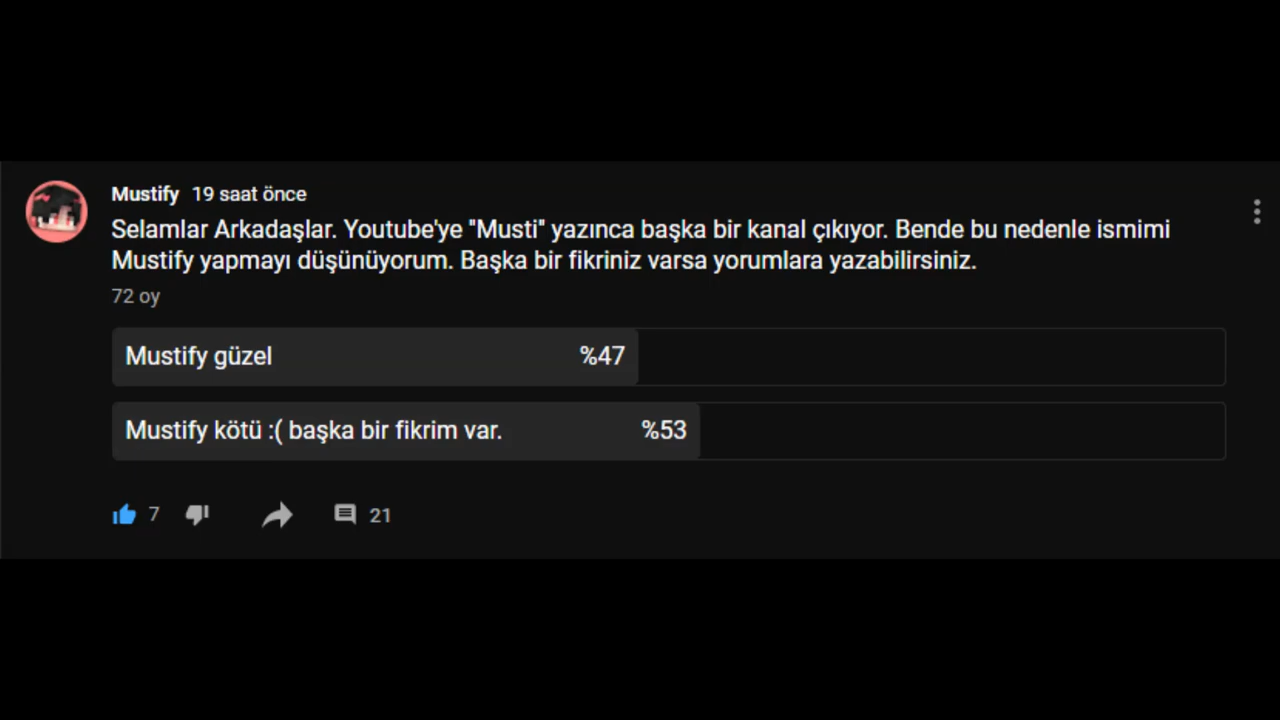 Mustify 19 saat önce
Selamlar Arkadaşlar. Youtube'ye "Musti" yazınca başka bir kanal çıkıyor. Bende bu nedenle ismimi
Mustify yapmayı düşünüyorum. Başka bir fikriniz varsa yorumlara yazabilirsiniz.
72 oy
Mustify güzel %47
Mustify kötü :( başka bir fikrim var. %53
7 21